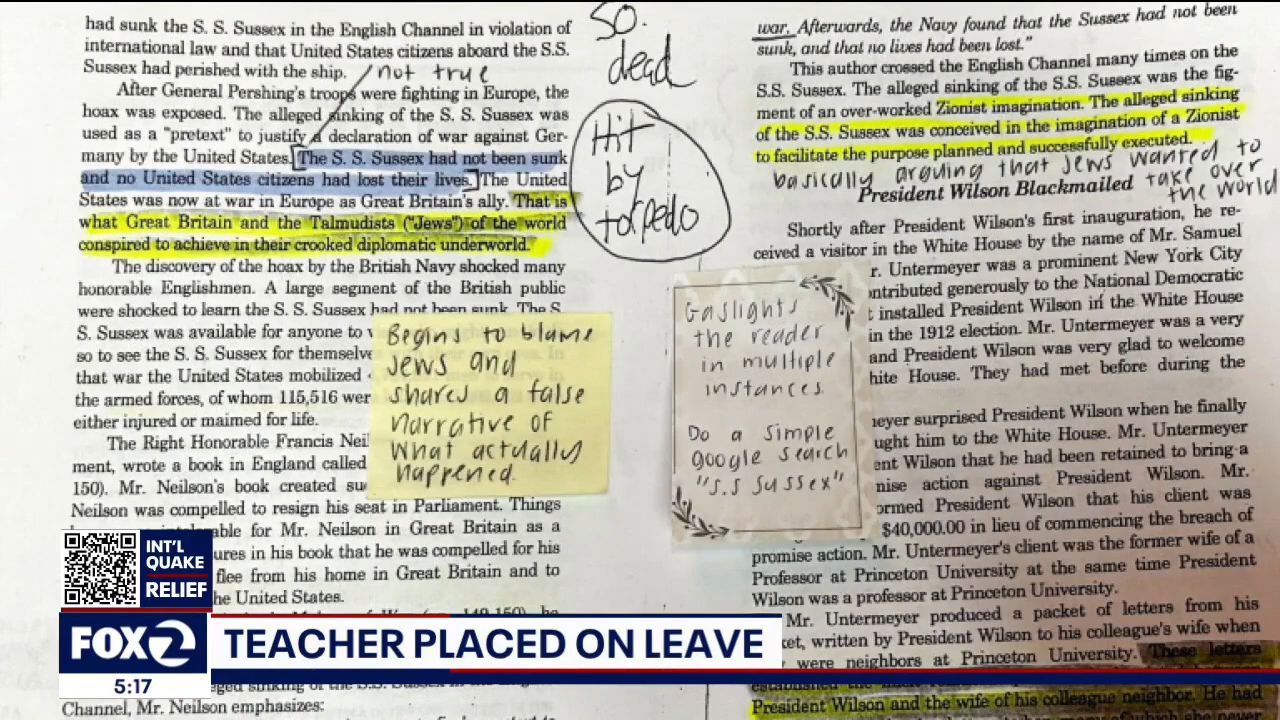 had sunk the S. S. Sussex in the English Channel in violation of
international law and that United States citizens aboard the S.S.
Sussex had perished with the ship.
not true
After General Pershing's troops were fighting in Europe, the
hoax was exposed. The alleged sinking of the S. S. Sussex was
used as a "pretext" to justify a declaration of war against Ger-
many by the United States. [The S. S. Sussex had not been sunk
and no United States citizens had lost their lives.] The United
States was now at war in Europe as Great Britain's ally. That is
what Great Britain and the Talmudists ("Jews") of the world
conspired to achieve in their crooked diplomatic underworld.
The discovery of the hoax by the British Navy shocked many
honorable Englishmen. A large segment of the British public
were shocked to learn the S. S. Sussex had not been sunk. The S.
S. Sussex was available for anyone to
so to see the S. S. Sussex for themselve
that war the United States mobilized
the armed forces, of whom 115,516 wer
either injured or maimed for life.
The Right Honorable Francis Neil
ment, wrote a book in England called
150). Mr. Neilson's book created su
Neilson was compelled to resign his seat in Parliament. Things
able for Mr. Neilson in Great Britain as a
ures in his book that he was compelled for his
flee from his home in Great Britain and to
he United States.
149-150), he
ged sinking of the S.S. Sussex in the English
Channel, Mr. Neilson emphasizes:
so.
dead
Hit
by
torpedo
Begins to blame
Jews and
shares a false
narrative of
what actually
happened.
Gaslights
the reader
in multiple
instances.
Do a simple
google search
"S.S Sussex"
war. Afterwards, the Navy found that the Sussex had not been
sunk, and that no lives had been lost."
This author crossed the English Channel many times on the
S.S. Sussex. The alleged sinking of the S.S. Sussex was the fig-
ment of an over-worked Zionist imagination. The alleged sinking
of the S.S. Sussex was conceived in the imagination of a Zionist
to facilitate the purpose planned and successfully executed.
basically arguing that Jews wanted to
take over
the world
President Wilson Blackmailed
Shortly after President Wilson's first inauguration, he re-
ceived a visitor in the White House by the name of Mr. Samuel
r. Untermeyer was a prominent New York City
ntributed generously to the National Democratic
t installed President Wilson in the White House
in the 1912 election. Mr. Untermeyer was a very
and President Wilson was very glad to welcome
hite House. They had met before during the
neyer surprised President Wilson when he finally
ught him to the White House. Mr. Untermeyer
ent Wilson that he had been retained to bring a
mise action against President Wilson. Mr.
ormed President Wilson that his client was
$40,000.00 in lieu of commencing the breach of
promise action. Mr. Untermeyer's client was the former wife of a
Professor at Princeton University at the same time President
Wilson was a professor at Princeton University.
Mr. Untermeyer produced a packet of letters from his
ket, written by President Wilson to his colleague's wife when
were neighbors at Princeton University. These letters
President Wilson and the wife of his colleague neighbor. He had
INT'L
QUAKE
RELIEF
FOX 2
TEACHER PLACED ON LEAVE
5:17